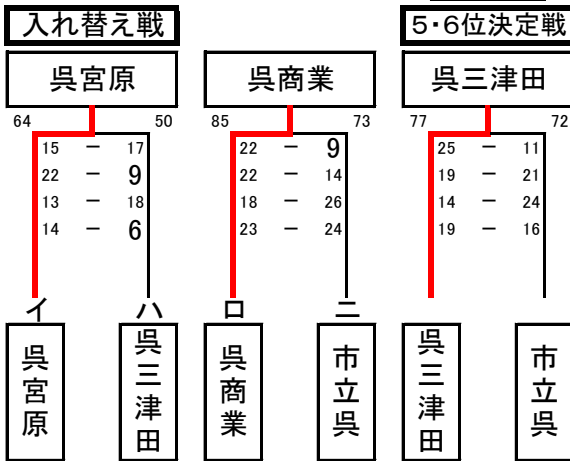 入れ替え戦
5・6位決定戦
呉宮原 呉商業 呉三津田
64 50 85 73 77 72
15 － 17 22 － 9 25 － 11
22 － 9 22 － 14 19 － 21
13 － 18 18 － 26 14 － 24
14 － 6 23 － 24 19 － 16
イ ハ ロ ニ
呉宮原 呉三津田 呉商業 市立呉 呉三津田 市立呉